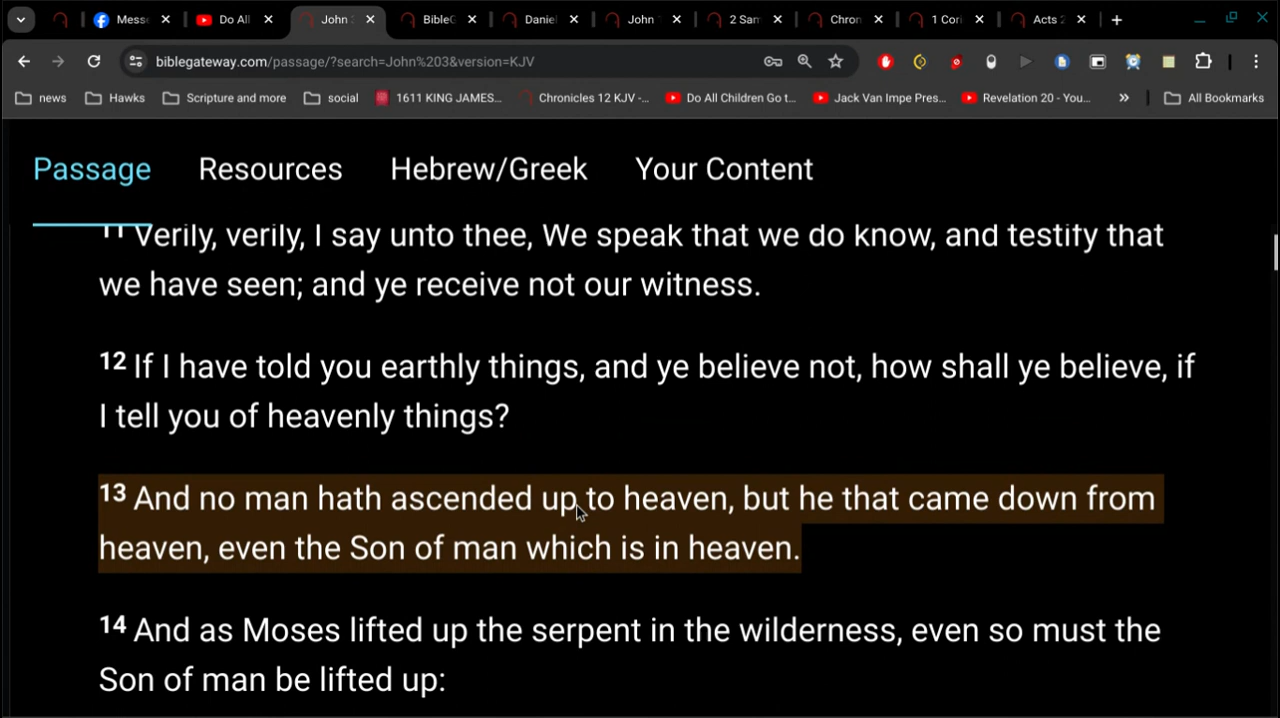 Mess
Do All
John 3
BibleG
Daniel
John
2 Sam
Chron
1 Cori
Acts 2
biblegateway.com/passage/?search=John%203&version=KJV
news
Hawks
Scripture and more
social
1611 KING JAMES...
Chronicles 12 KJV -...
Do All Children Go t...
Jack Van Impe Pres...
Revelation 20 - You...
»
All Bookmarks
Passage
Resources
Hebrew/Greek
Your Content
11 Verily, verily, I say unto thee, We speak that we do know, and testify that
we have seen; and ye receive not our witness.
12 If I have told you earthly things, and ye believe not, how shall ye believe, if
I tell you of heavenly things?
13 And no man hath ascended up to heaven, but he that came down from
heaven, even the Son of man which is in heaven.
14 And as Moses lifted up the serpent in the wilderness, even so must the
Son of man be lifted up: